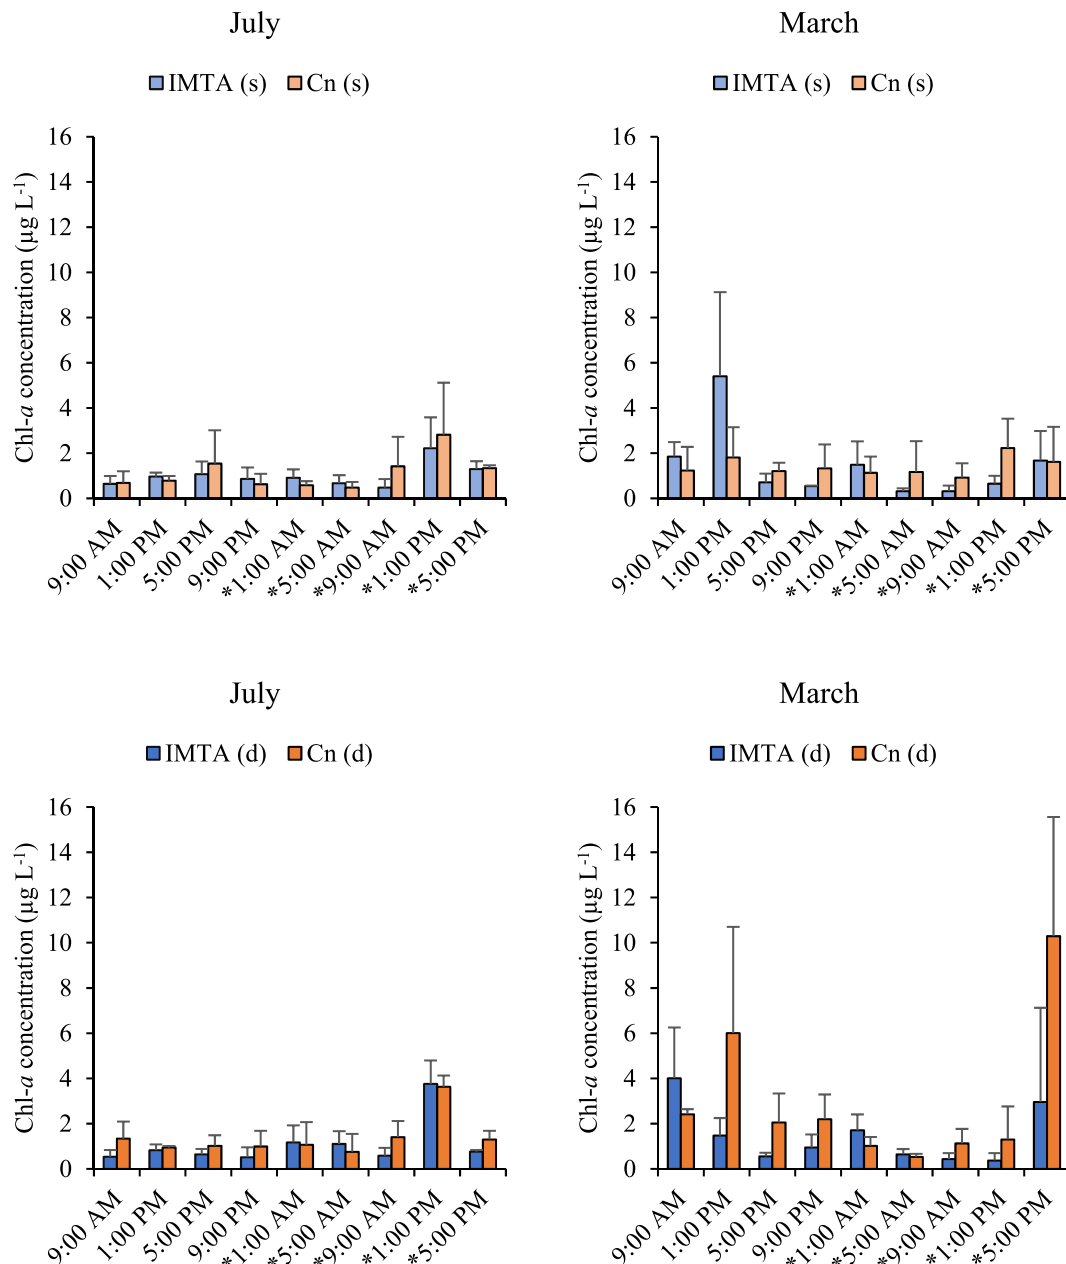 July
IMTA (s) Cn (s)
Chl-a concentration (µg L-1)
16
14
12
10
8
6
4
2
0
9:00 AM
1:00 PM
5:00 PM
9:00 PM
*1:00 AM
*5:00 AM
*9:00 AM
*1:00 PM
*5:00 PM
March
IMTA (s) Cn (s)
Chl-a concentration (µg L-1)
16
14
12
10
8
6
4
2
0
9:00 AM
1:00 PM
5:00 PM
9:00 PM
*1:00 AM
*5:00 AM
*9:00 AM
*1:00 PM
*5:00 PM
July
IMTA (d) Cn (d)
Chl-a concentration (µg L-1)
16
14
12
10
8
6
4
2
0
9:00 AM
1:00 PM
5:00 PM
9:00 PM
*1:00 AM
*5:00 AM
*9:00 AM
*1:00 PM
*5:00 PM
March
IMTA (d) Cn (d)
Chl-a concentration (µg L-1)
16
14
12
10
8
6
4
2
0
9:00 AM
1:00 PM
5:00 PM
9:00 PM
*1:00 AM
*5:00 AM
*9:00 AM
*1:00 PM
*5:00 PM